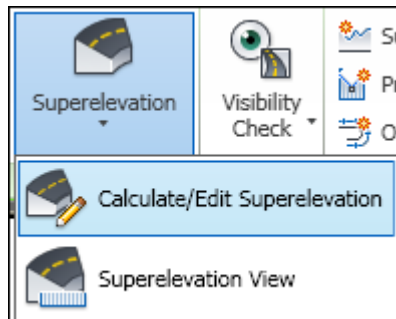 Superelevation
Visibility
Check
Calculate/Edit Superelevation
Superelevation View